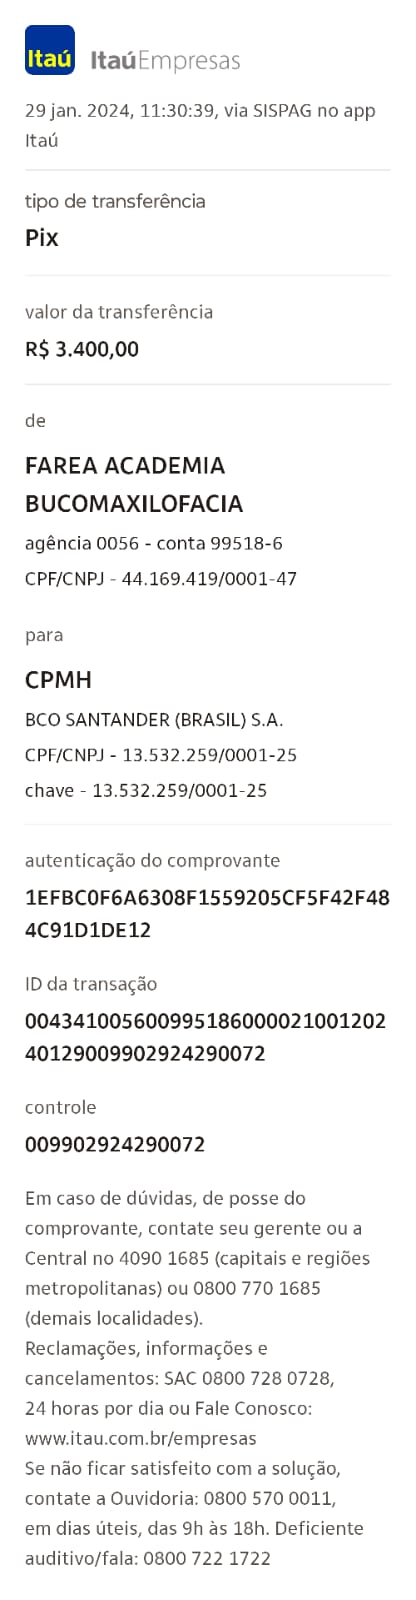 Itaú ItaúEmpresas
29 jan. 2024, 11:30:39, via SISPAG no app
Itaú
tipo de transferência
Pix
valor da transferência
R$ 3.400,00
de
FAREA ACADEMIA
BUCOMAXILOFACIA
agência 0056 - conta 99518-6
CPF/CNPJ - 44.169.419/0001-47
para
CPMH
BCO SANTANDER (BRASIL) S.A.
CPF/CNPJ - 13.532.259/0001-25
chave - 13.532.259/0001-25
autenticação do comprovante
1EFBC0F6A6308F1559205CF5F42F48
4C91D1DE12
ID da transação
004341005600995186000021001202
40129009902924290072
controle
009902924290072
Em caso de dúvidas, de posse do
comprovante, contate seu gerente ou a
Central no 4090 1685 (capitais e regiões
metropolitanas) ou 0800 770 1685
(demais localidades).
Reclamações, informações e
cancelamentos: SAC 0800 728 0728,
24 horas por dia ou Fale Conosco:
www.itau.com.br/empresas
Se não ficar satisfeito com a solução,
contate a Ouvidoria: 0800 570 0011,
em dias úteis, das 9h às 18h. Deficiente
auditivo/fala: 0800 722 1722